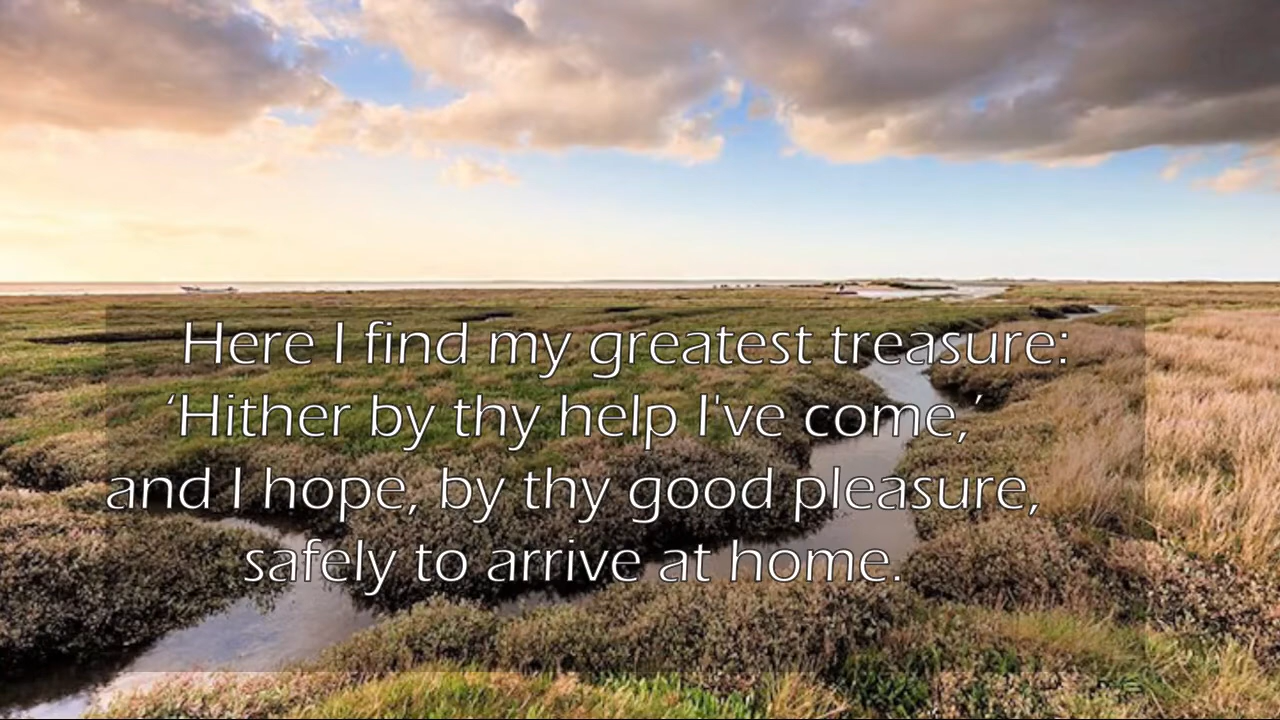 Here I find my greatest treasure:
‘Hither by thy help I've come,’
and I hope, by thy good pleasure,
safely to arrive at home.